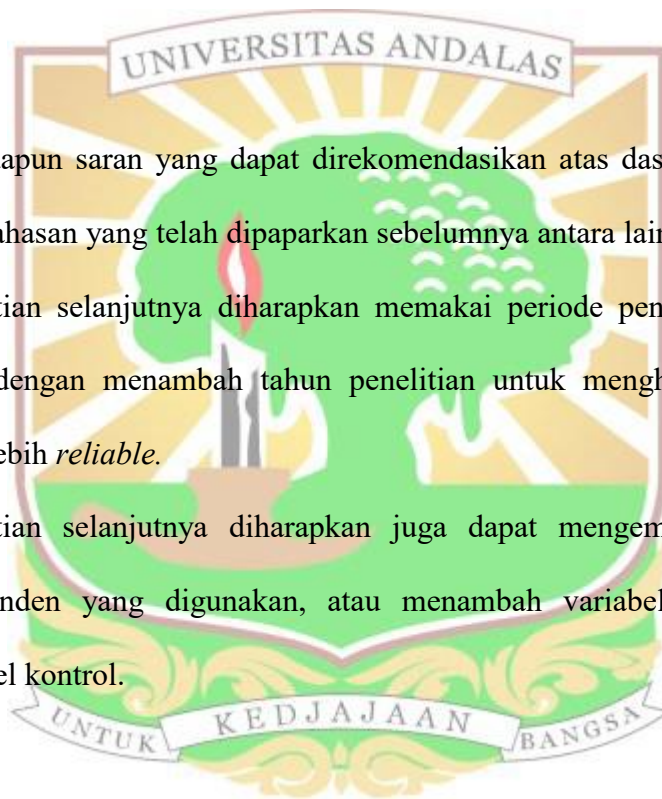 UNIVERSITAS ANDALAS
apun saran yang dapat direkomendasikan atas das
ahasan yang telah dipaparkan sebelumnya antara lain
tian selanjutnya diharapkan memakai periode pen
dengan menambah tahun penelitian untuk mengh
ebih reliable.
tian selanjutnya diharapkan juga dapat mengem
nden yang digunakan, atau menambah variabel
el kontrol.
UNTUK KEDJAJAAN BANGSA